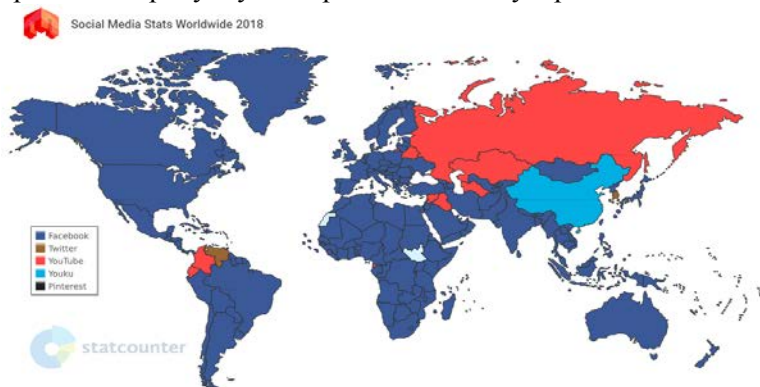 Social Media Stats Worldwide 2018
Facebook
Twitter
YouTube
Youku
Pinterest
statcounter